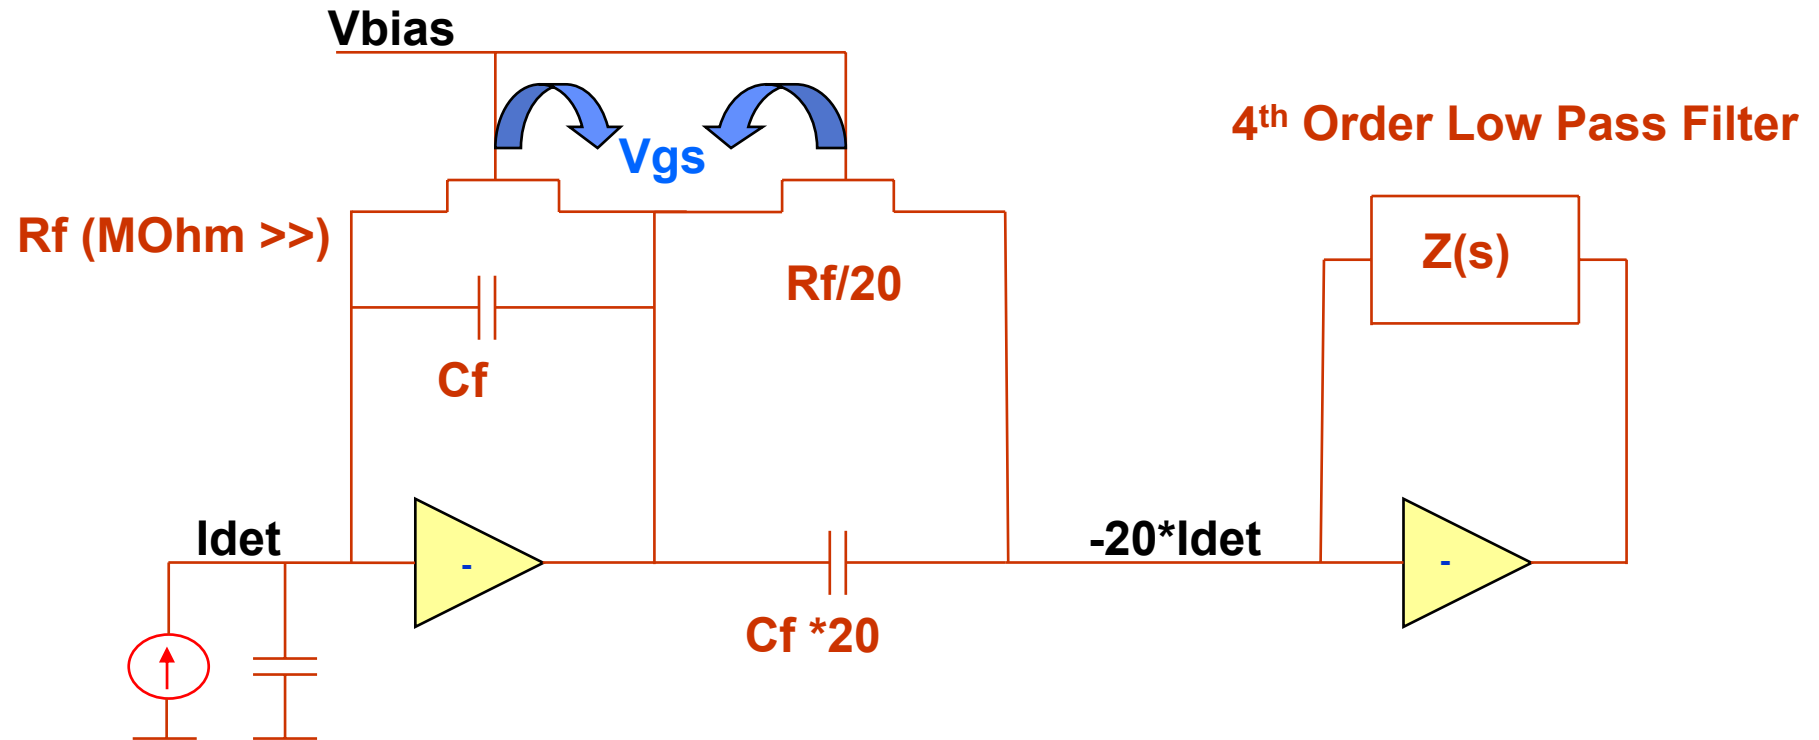 Vbias
4th Order Low Pass Filter
Vgs
Rf (MOhm >>)
Z(s)
Rf/20
Cf
Idet
-
-20*Idet
-
Cf *20